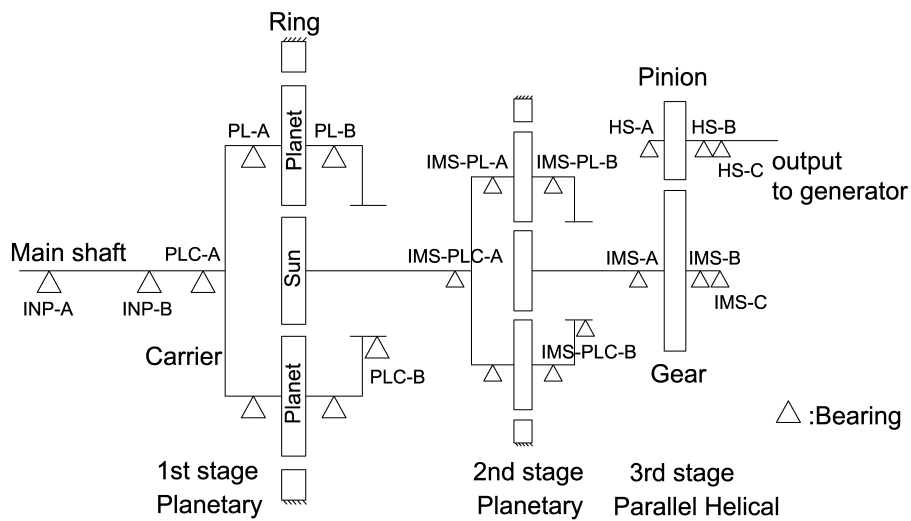 Ring
Pinion
PL-A
Planet
PL-B
HS-A
HS-B
IMS-PL-A
IMS-PL-B
HS-C
output
to generator
Main shaft
PLC-A
Sun
IMS-PLC-A
IMS-A
IMS-B
INP-A
INP-B
IMS-C
Carrier
Planet
PLC-B
IMS-PLC-B
Gear
:Bearing
1st stage
Planetary
2nd stage
Planetary
3rd stage
Parallel Helical